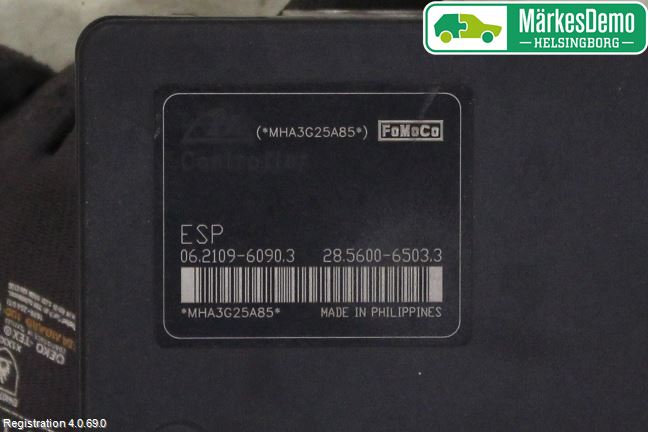 MärkesDemo
HELSINGBORG
(*MHA3G25A85*) FoMoCo
Controller
ESP
06.2109-6090.3 28.5600-6503.3
*MHA3G25A85* MADE IN PHILIPPINES
Registration 4.0.69.0